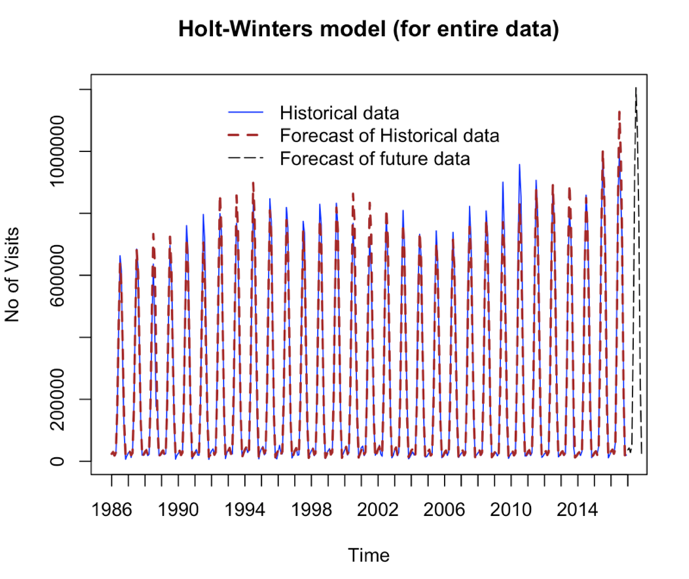 Holt-Winters model (for entire data)
Historical data
Forecast of Historical data
Forecast of future data
No of Visits
1000000
600000
200000
0
1986 1990 1994 1998 2002 2006 2010 2014
Time